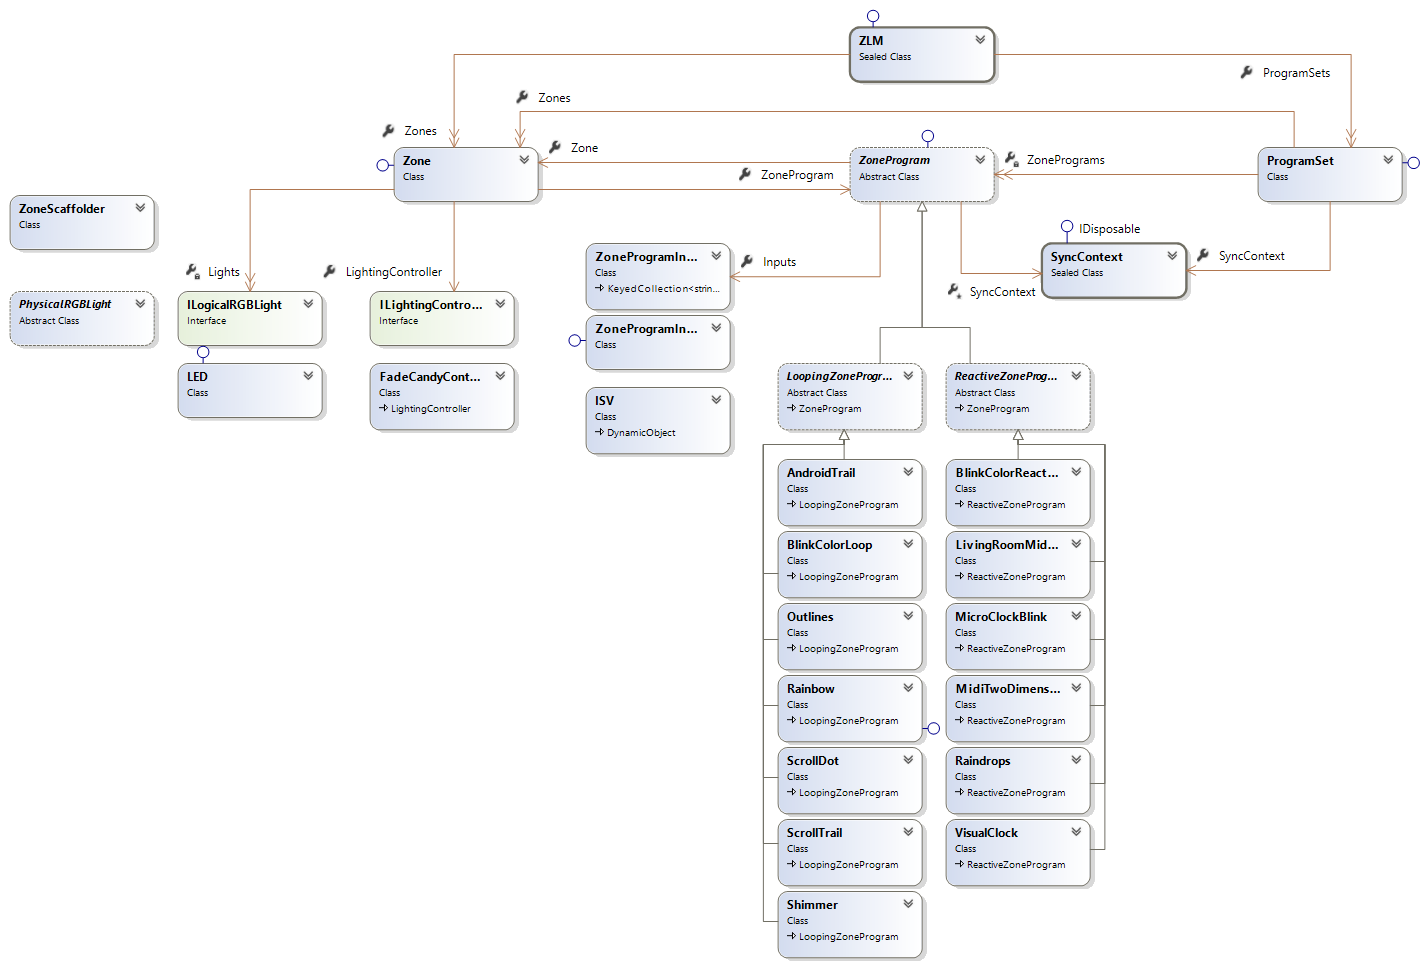 ZLM
Sealed Class
ProgramSets
Zones
Zones
Zone
Class
Zone
ZoneProgram
ZoneProgram
Abstract Class
ZonePrograms
ProgramSet
Class
ZoneScaffolder
Class
Lights
LightingController
ZoneProgramIn...
Class
KeyedCollection<strin...
Inputs
IDisposable
SyncContext
Sealed Class
SyncContext
SyncContext
PhysicalRGBLight
Abstract Class
ILogicalRGBLight
Interface
ILightingContro...
Interface
ZoneProgramIn...
Class
LED
Class
FadeCandyCont...
Class
LightingController
ISV
Class
DynamicObject
LoopingZoneProgr...
Abstract Class
ZoneProgram
ReactiveZoneProg...
Abstract Class
ZoneProgram
AndroidTrail
Class
LoopingZoneProgram
BlinkColorReact...
Class
ReactiveZoneProgram
BlinkColorLoop
Class
LoopingZoneProgram
LivingRoomMid...
Class
ReactiveZoneProgram
Outlines
Class
LoopingZoneProgram
MicroClockBlink
Class
ReactiveZoneProgram
Rainbow
Class
LoopingZoneProgram
MidiTwoDimens...
Class
ReactiveZoneProgram
ScrollDot
Class
LoopingZoneProgram
Raindrops
Class
ReactiveZoneProgram
ScrollTrail
Class
LoopingZoneProgram
VisualClock
Class
ReactiveZoneProgram
Shimmer
Class
LoopingZoneProgram